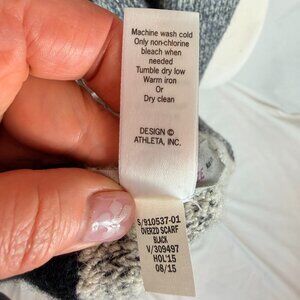 Machine wash cold
Only non-chlorine
bleach when
needed
Tumble dry low
Warm iron
Or
Dry clean
DESIGN ©
ATHLETA, INC.
S/910537-01
OVERZD SCARF
BLACK
V/309497
HOL'15
08/15